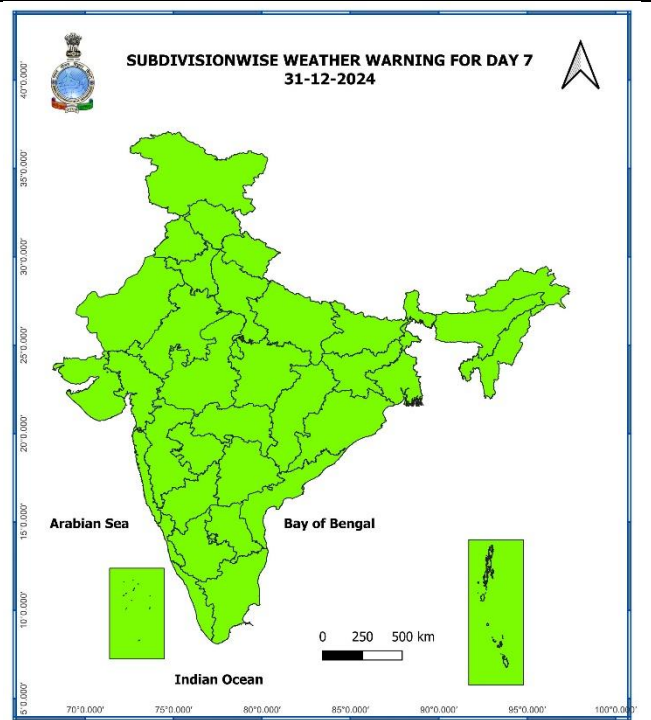 SUBDIVISIONWISE WEATHER WARNING FOR DAY 7
31-12-2024
40°0.000'
35°0.000'
30°0.000'
25°0.000'
20°0.000'
15°0.000'
10°0.000'
5°0.000'
Arabian Sea
Bay of Bengal
0 250 500 km
Indian Ocean
70°0.000' 75°0.000' 80°0.000' 85°0.000' 90°0.000' 95°0.000' 100°0.000'